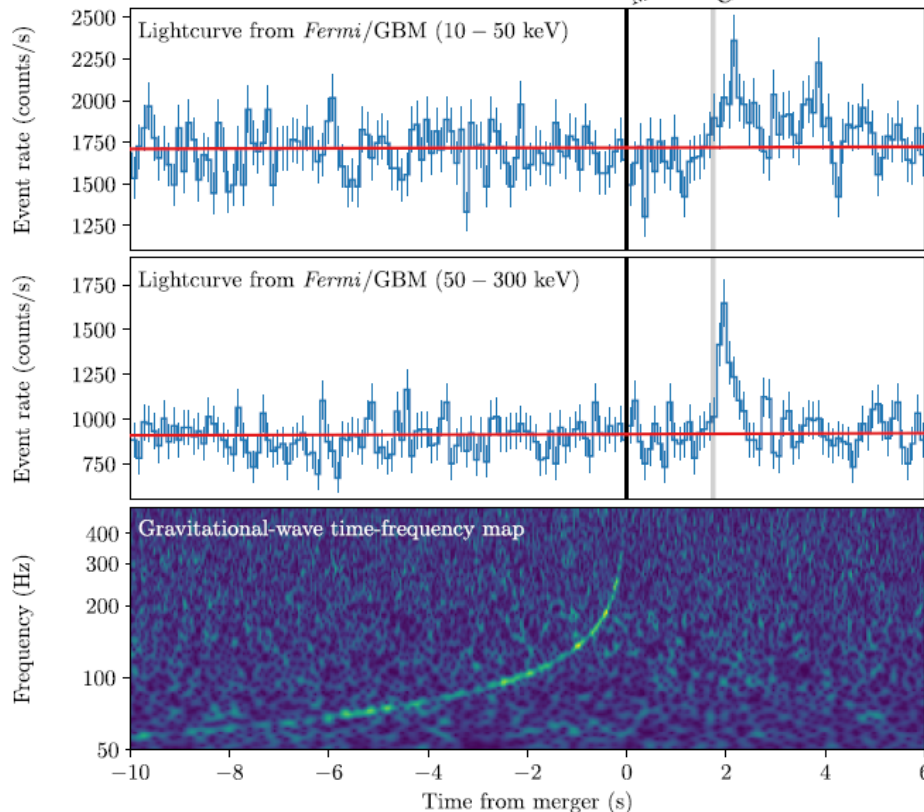 Lightcurve from Fermi/GBM (10 – 50 keV)
Event rate (counts/s)
2500
2250
2000
1750
1500
1250
Lightcurve from Fermi/GBM (50 – 300 keV)
Event rate (counts/s)
1750
1500
1250
1000
750
Gravitational-wave time-frequency map
Frequency (Hz)
400
300
200
100
50
−10 −8 −6 −4 −2 0 2 4 6
Time from merger (s)